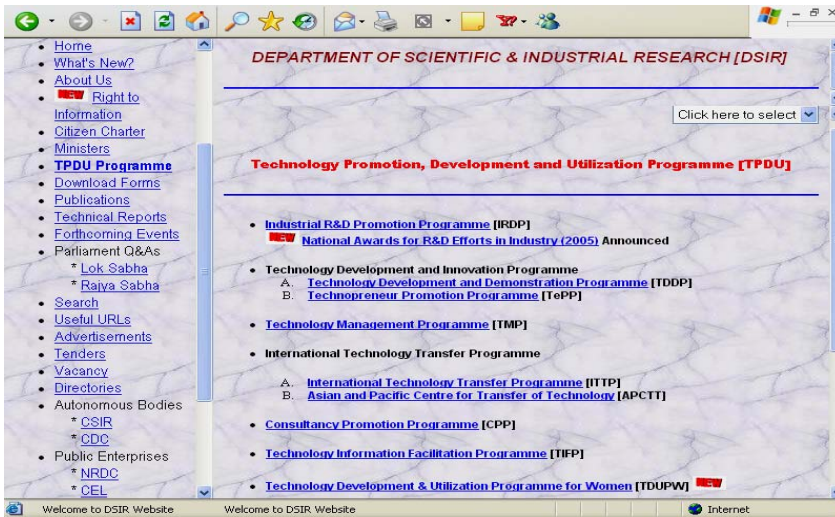 Home
What's New?
About Us
NEW Right to
Information
Citizen Charter
Ministers
TPDU Programme
Download Forms
Publications
Technical Reports
Forthcoming Events
Parliament Q&As
* Lok Sabha
* Rajya Sabha
Search
Useful URLs
Advertisements
Tenders
Vacancy
Directories
Autonomous Bodies
* CSIR
* CDC
Public Enterprises
* NRDC
* CEL
DEPARTMENT OF SCIENTIFIC & INDUSTRIAL RESEARCH [DSIR]
Click here to select
Technology Promotion, Development and Utilization Programme [TPDU]
Industrial R&D Promotion Programme [IRDP]
NEW National Awards for R&D Efforts in Industry (2005) Announced
Technology Development and Innovation Programme
A. Technology Development and Demonstration Programme [TDDP]
B. Technopreneur Promotion Programme [TePP]
Technology Management Programme [TMP]
International Technology Transfer Programme
A. International Technology Transfer Programme [ITTP]
B. Asian and Pacific Centre for Transfer of Technology [APCTT]
Consultancy Promotion Programme [CPP]
Technology Information Facilitation Programme [TIFP]
Technology Development & Utilization Programme for Women [TDUPW] NEW
Welcome to DSIR Website
Welcome to DSIR Website
Internet